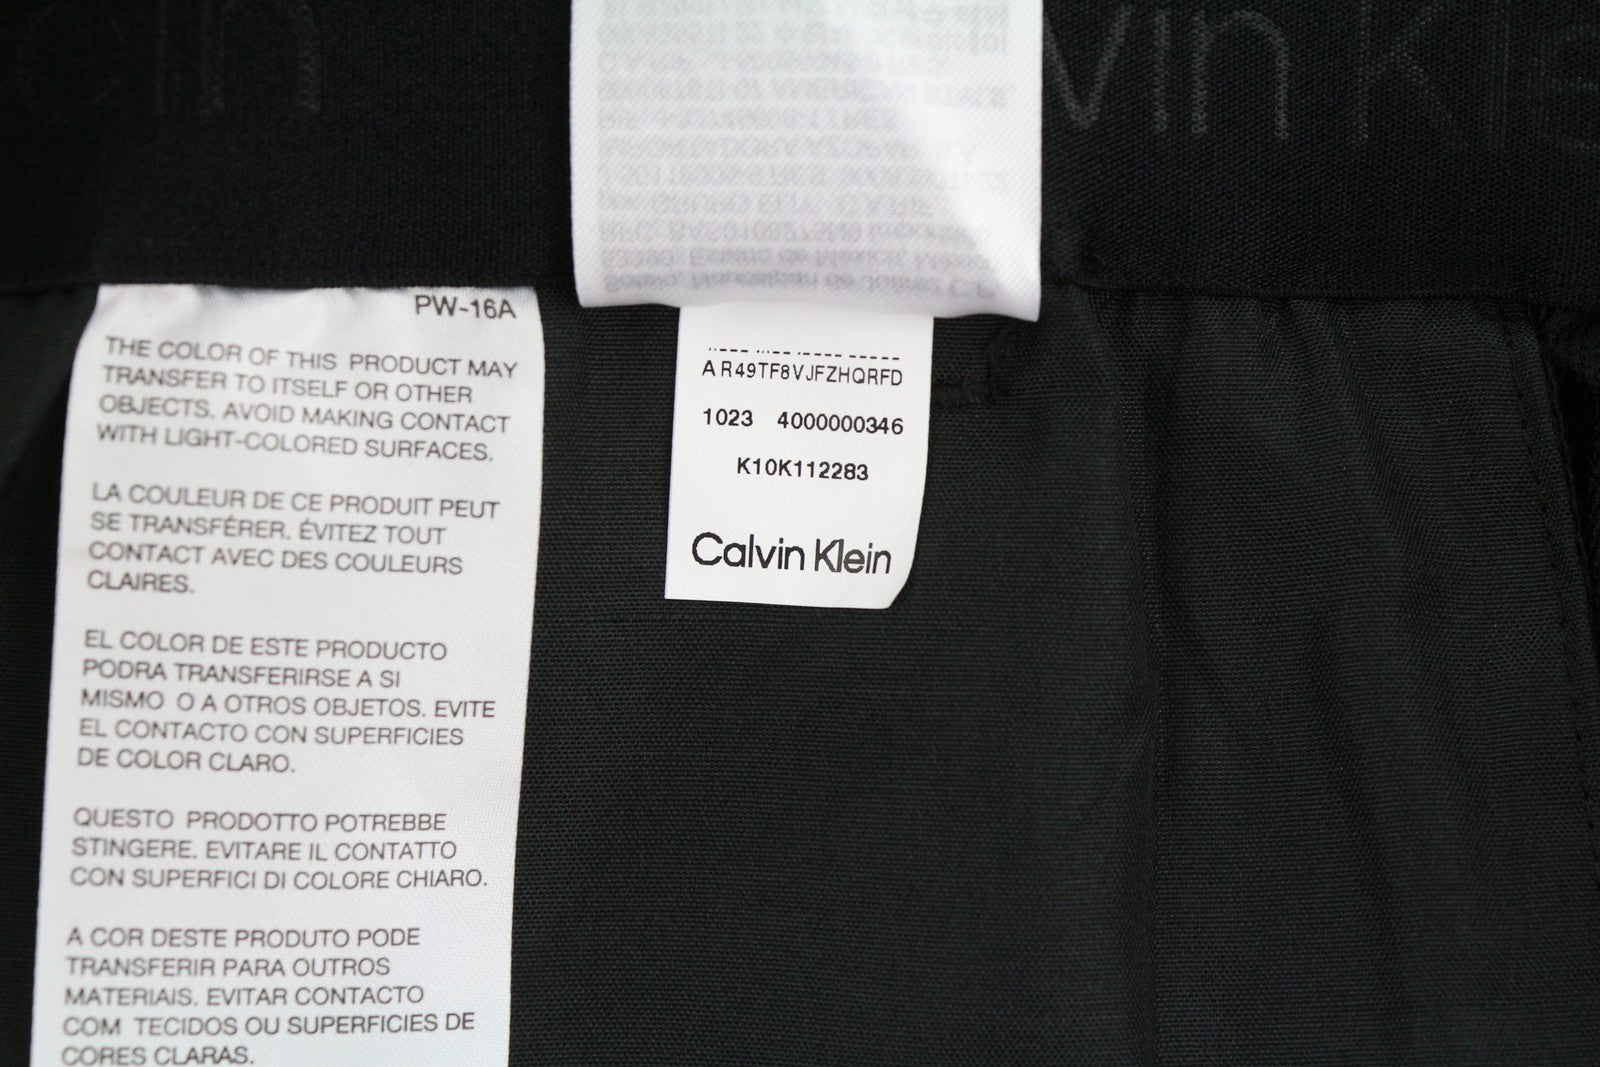 ein
vin Kle
PW-16A
THE COLOR OF THIS PRODUCT MAY
TRANSFER TO ITSELF OR OTHER
OBJECTS. AVOID MAKING CONTACT
WITH LIGHT-COLORED SURFACES.
LA COULEUR DE CE PRODUIT PEUT
SE TRANSFÉRER. ÉVITEZ TOUT
CONTACT AVEC DES COULEURS
CLAIRES.
EL COLOR DE ESTE PRODUCTO
PODRA TRANSFERIRSE A SI
MISMO O A OTROS OBJETOS. EVITE
EL CONTACTO CON SUPERFICIES
DE COLOR CLARO.
QUESTO PRODOTTO POTREBBE
STINGERE. EVITARE IL CONTATTO
CON SUPERFICI DI COLORE CHIARO.
A COR DESTE PRODUTO PODE
TRANSFERIR PARA OUTROS
MATERIAIS. EVITAR CONTACTO
COM TECIDOS OU SUPERFICIES DE
CORES CLARAS.
AR49TF8VJFZHQRFD
1023 4000000346
K10K112283
Calvin Klein